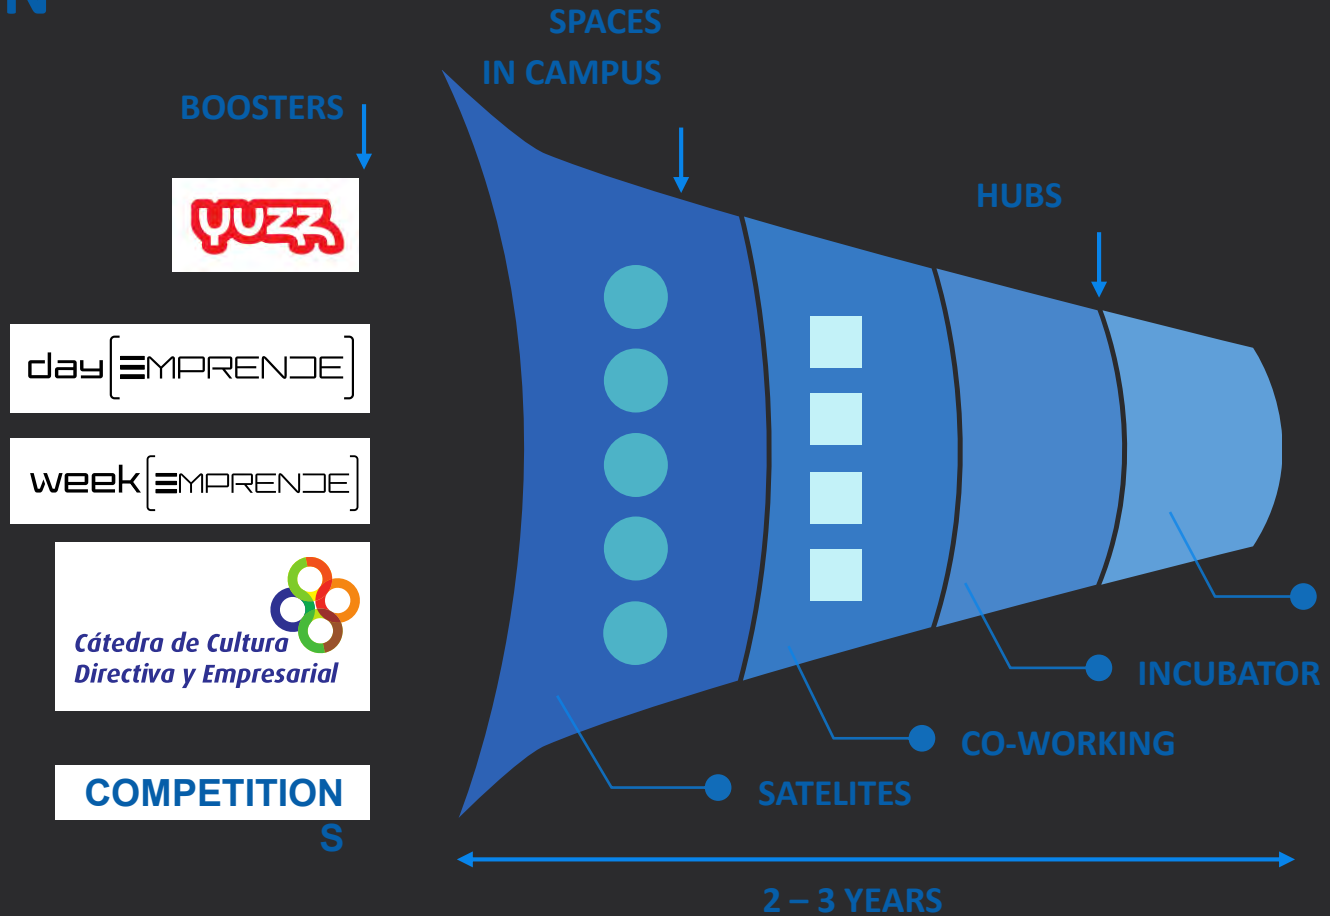 N
SPACES
IN CAMPUS
BOOSTERS
HUBS
YUZZ
day[EMPRENDE]
week[EMPRENDE]
Cátedra de Cultura
Directiva y Empresarial
INCUBATOR
CO-WORKING
COMPETITION
S
SATELITES
2 – 3 YEARS